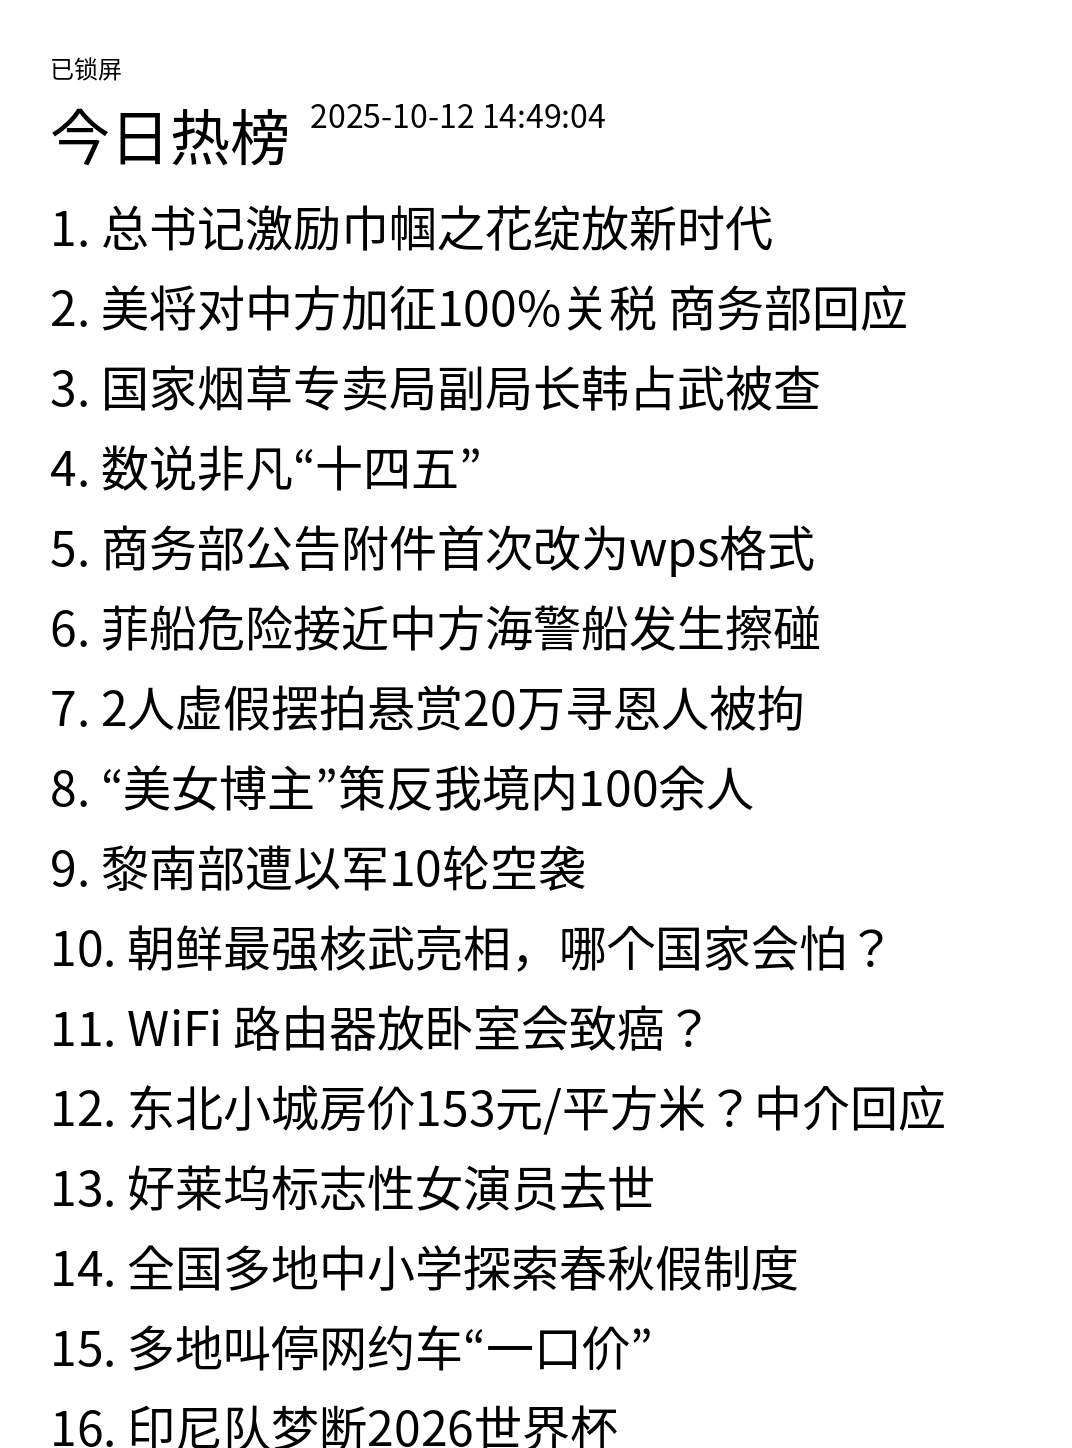 已锁屏
今日热榜 2025-10-12 14:49:04
1. 总书记激励巾帼之花绽放新时代
2. 美将对中方加征100%关税 商务部回应
3. 国家烟草专卖局副局长韩占武被查
4. 数说非凡“十四五”
5. 商务部公告附件首次改为wps格式
6. 菲船危险接近中方海警船发生擦碰
7. 2人虚假摆拍悬赏20万寻恩人被拘
8. “美女博主”策反我境内100余人
9. 黎南部遭以军10轮空袭
10. 朝鲜最强核武亮相，哪个国家会怕？
11. WiFi 路由器放卧室会致癌？
12. 东北小城房价153元/平方米？中介回应
13. 好莱坞标志性女演员去世
14. 全国多地中小学探索春秋假制度
15. 多地叫停网约车“一口价”
16. 印尼队梦断2026世界杯